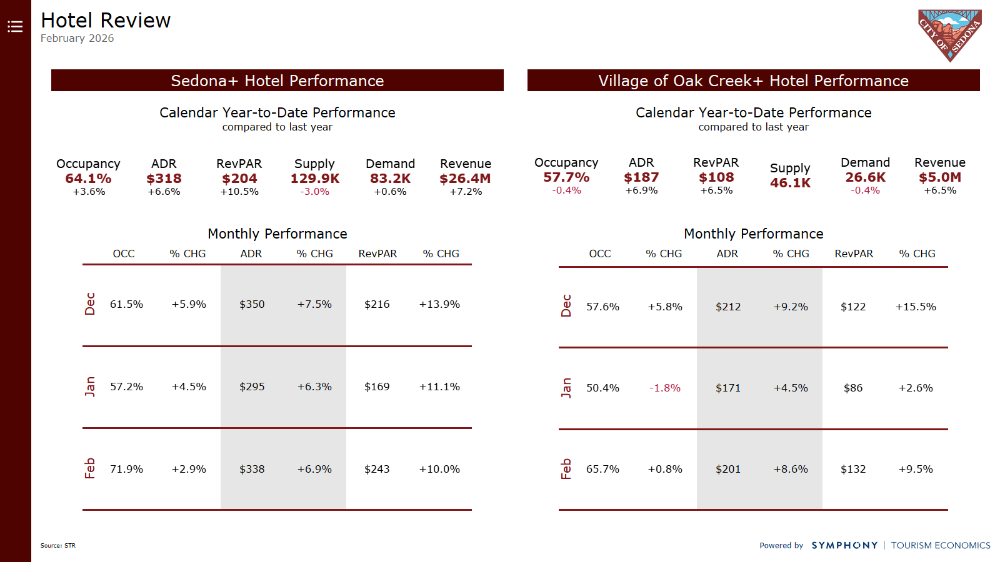 Hotel Review
February 2026
CITY OF SEDONA
Sedona+ Hotel Performance
Calendar Year-to-Date Performance
compared to last year
Occupancy ADR RevPAR Supply Demand Revenue
64.1% $318 $204 129.9K 83.2K $26.4M
+3.6% +6.6% +10.5% -3.0% +0.6% +7.2%
Monthly Performance
OCC % CHG ADR % CHG RevPAR % CHG
Dec 61.5% +5.9% $350 +7.5% $216 +13.9%
Jan 57.2% +4.5% $295 +6.3% $169 +11.1%
Feb 71.9% +2.9% $338 +6.9% $243 +10.0%
Village of Oak Creek+ Hotel Performance
Calendar Year-to-Date Performance
compared to last year
Occupancy ADR RevPAR Supply Demand Revenue
57.7% $187 $108 46.1K 26.6K $5.0M
-0.4% +6.9% +6.5% -0.4% +6.5%
Monthly Performance
OCC % CHG ADR % CHG RevPAR % CHG
Dec 57.6% +5.8% $212 +9.2% $122 +15.5%
Jan 50.4% -1.8% $171 +4.5% $86 +2.6%
Feb 65.7% +0.8% $201 +8.6% $132 +9.5%
Source: STR
Powered by SYMPHONY | TOURISM ECONOMICS